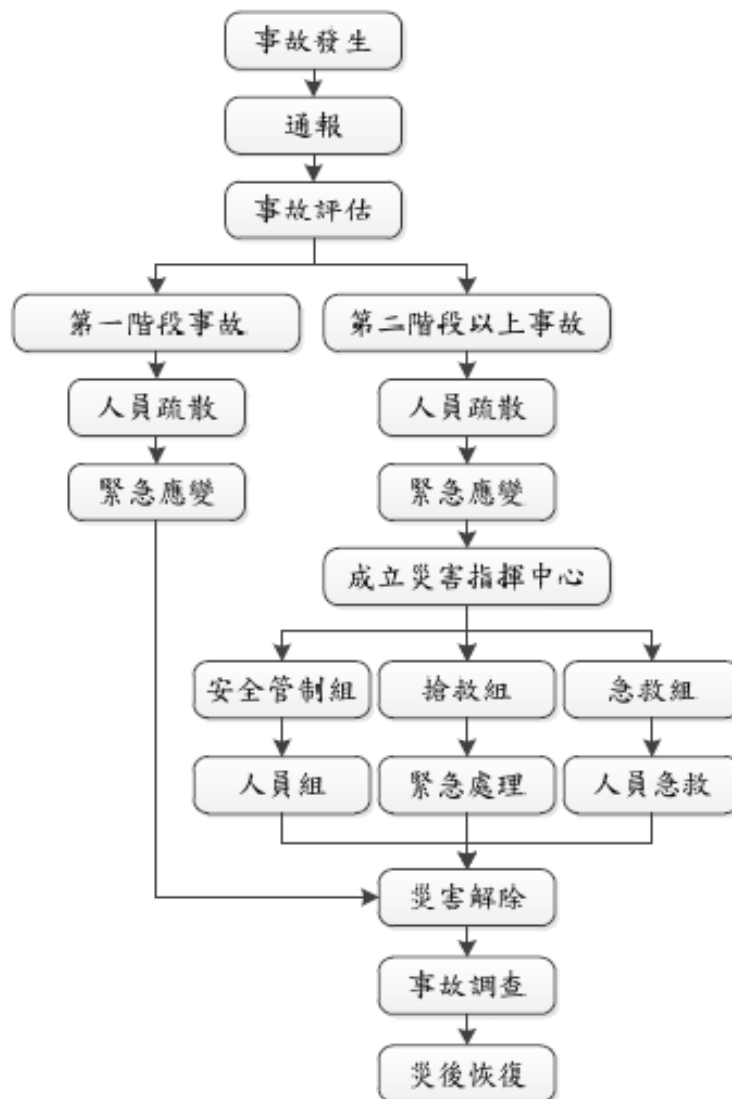 事故發生
通報
事故評估
第一階段事故
第二階段以上事故
人員疏散
人員疏散
緊急應變
緊急應變
成立災害指揮中心
安全管制組
搶救組
急救組
人員組
緊急處理
人員急救
災害解除
事故調查
災後恢復